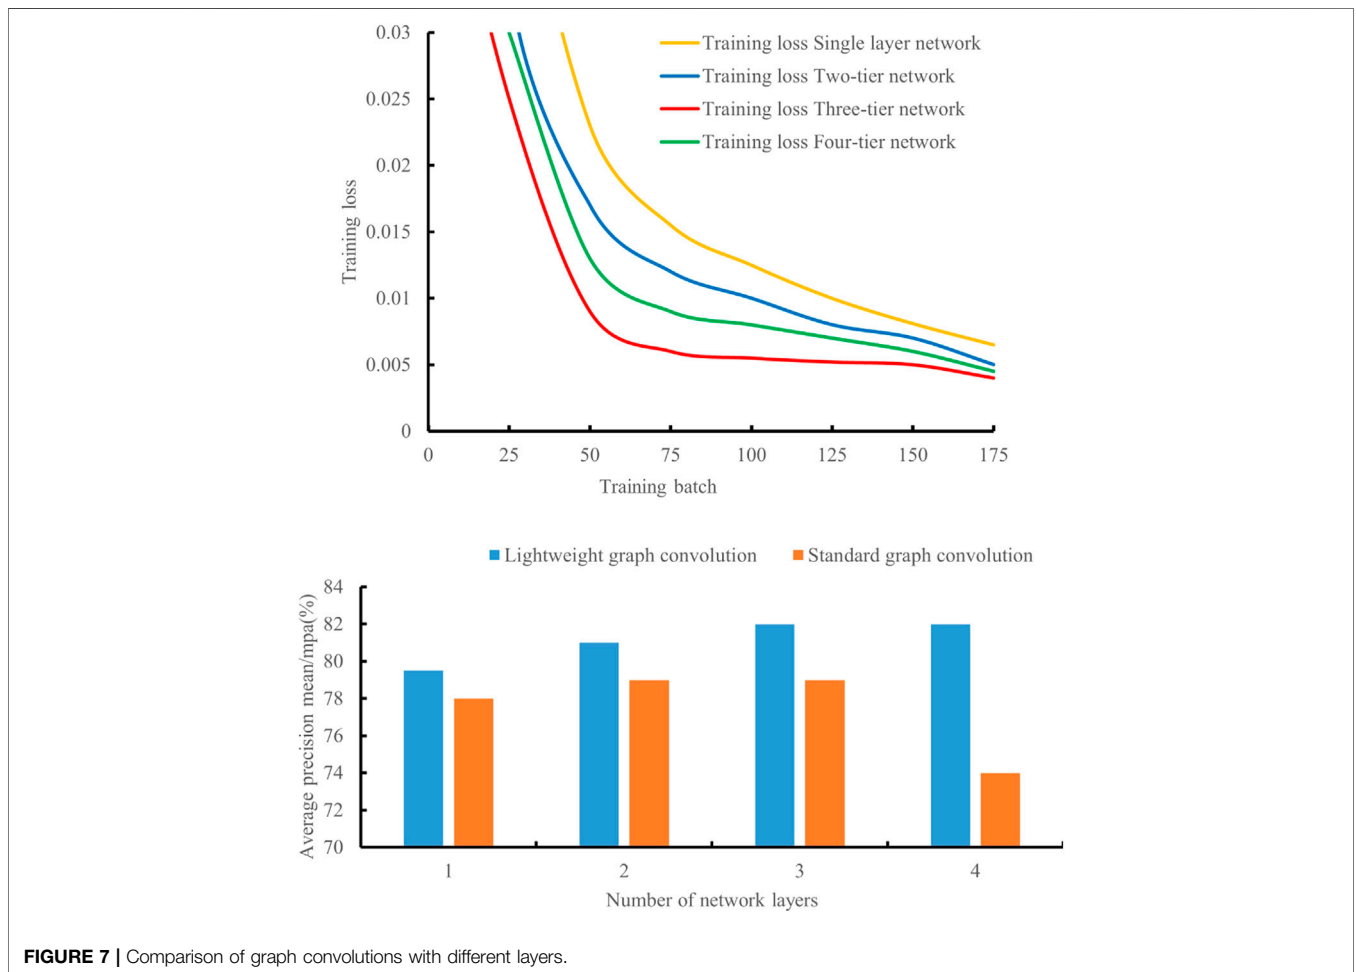 0.03
0.025
0.02
0.015
0.01
0.005
0
Training loss
Training loss Single layer network
Training loss Two-tier network
Training loss Three-tier network
Training loss Four-tier network
0 25 50 75 100 125 150 175
Training batch
Lightweight graph convolution Standard graph convolution
84
82
80
78
76
74
72
70
Average precision mean/mpa(%)
1 2 3 4
Number of network layers
FIGURE 7 | Comparison of graph convolutions with different layers.